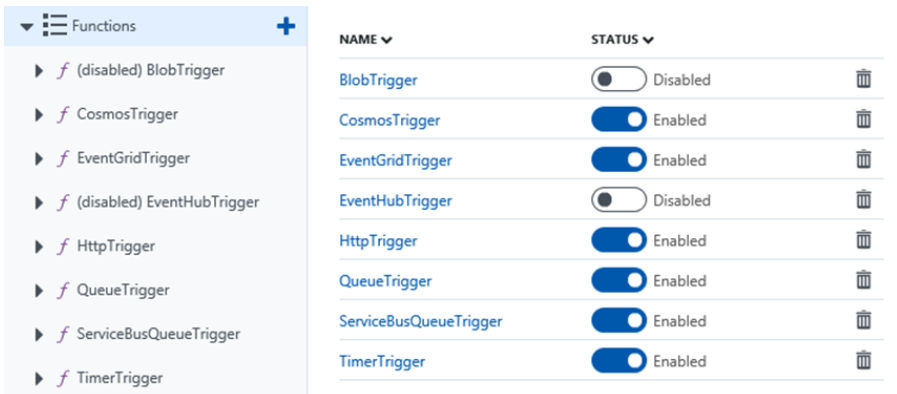 Functions
(disabled) BlobTrigger
CosmosTrigger
EventGridTrigger
(disabled) EventHubTrigger
HttpTrigger
QueueTrigger
ServiceBusQueueTrigger
TimerTrigger
NAME STATUS
BlobTrigger Disabled
CosmosTrigger Enabled
EventGridTrigger Enabled
EventHubTrigger Disabled
HttpTrigger Enabled
QueueTrigger Enabled
ServiceBusQueueTrigger Enabled
TimerTrigger Enabled